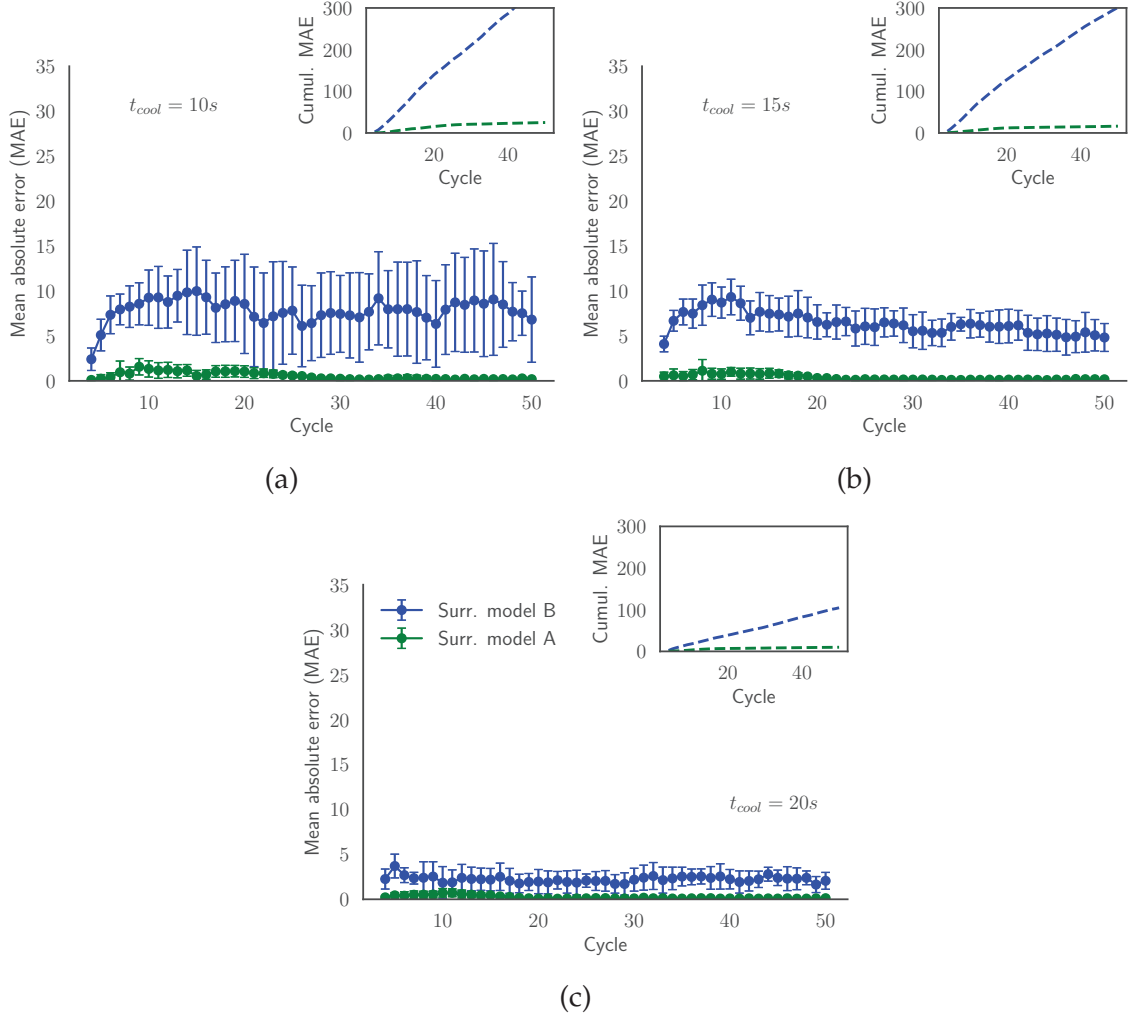 300
200
100
0
Cumul. MAE
20
40
Cycle
35
30
25
20
15
10
5
0
Mean absolute error (MAE)
t_cool = 10s
10
20
30
40
50
Cycle
(a)
300
200
100
0
Cumul. MAE
20
40
Cycle
35
30
25
20
15
10
5
0
Mean absolute error (MAE)
t_cool = 15s
10
20
30
40
50
Cycle
(b)
300
200
100
0
Cumul. MAE
20
40
Cycle
35
30
25
20
15
10
5
0
Mean absolute error (MAE)
Surr. model B
Surr. model A
t_cool = 20s
10
20
30
40
50
Cycle
(c)